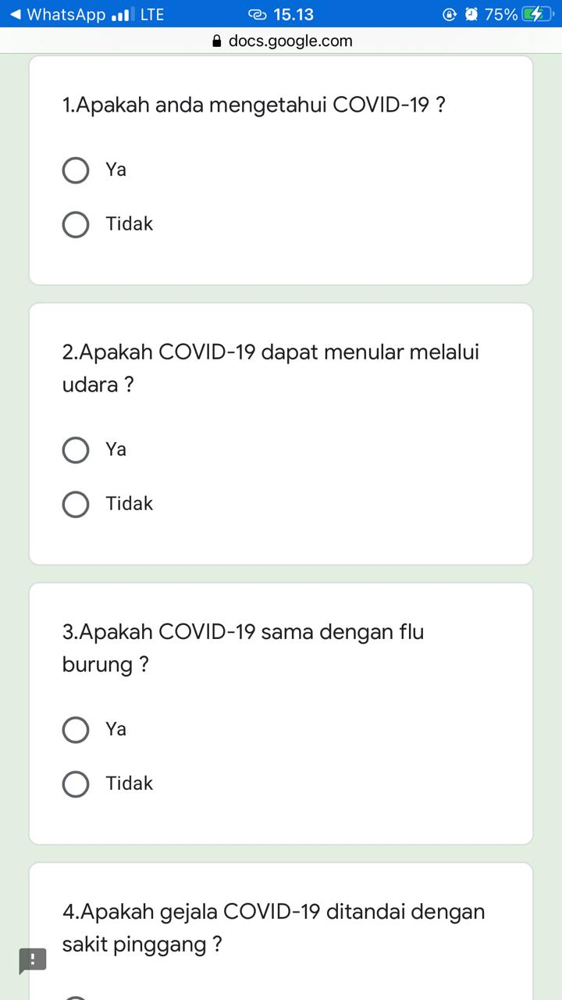 WhatsApp LTE 15.13 75%
docs.google.com
1.Apakah anda mengetahui COVID-19 ?
Ya
Tidak
2.Apakah COVID-19 dapat menular melalui
udara ?
Ya
Tidak
3.Apakah COVID-19 sama dengan flu
burung ?
Ya
Tidak
4.Apakah gejala COVID-19 ditandai dengan
sakit pinggang ?